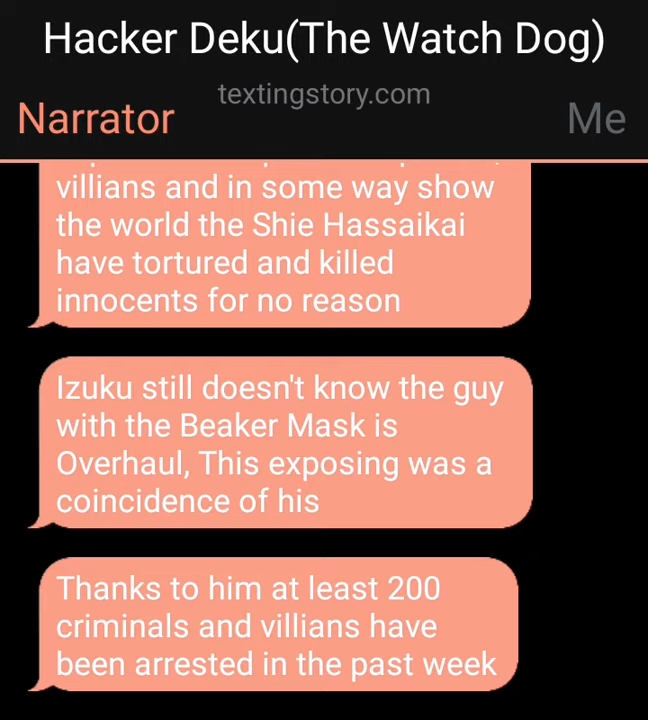 Hacker Deku(The Watch Dog)
textingstory.com
Narrator
Me
villians and in some way show
the world the Shie Hassaikai
have tortured and killed
innocents for no reason
Izuku still doesn't know the guy
with the Beaker Mask is
Overhaul, This exposing was a
coincidence of his
Thanks to him at least 200
criminals and villians have
been arrested in the past week